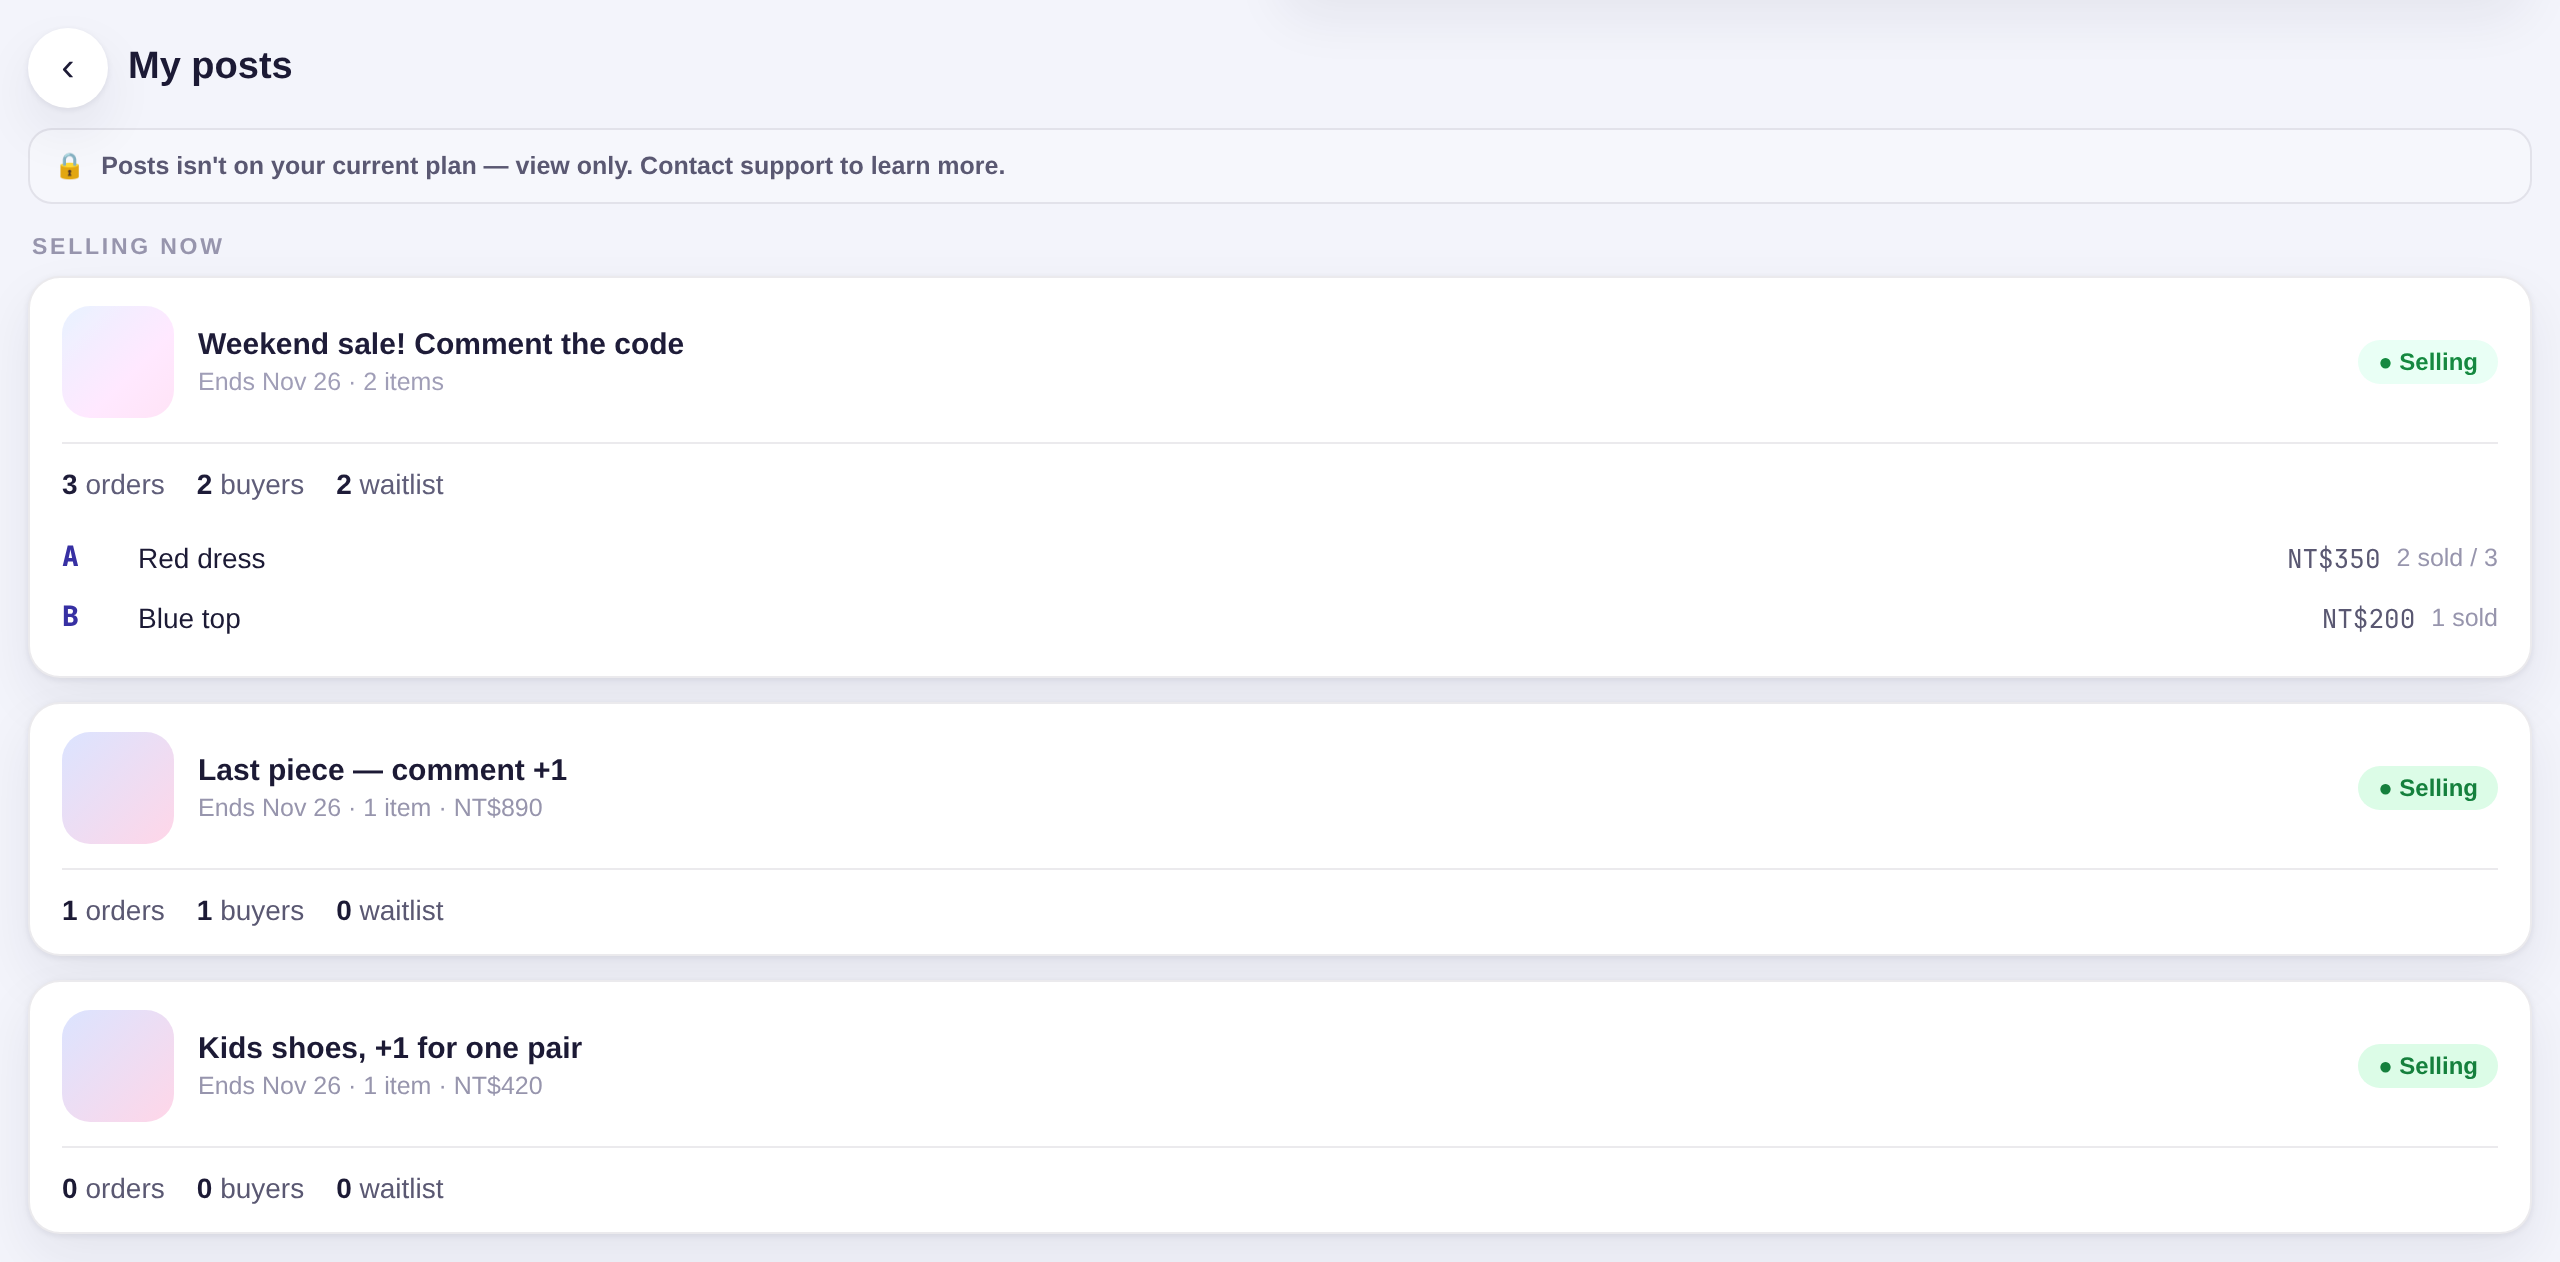 ‹ My posts
🔒 Posts isn't on your current plan — view only. Contact support to learn more.
SELLING NOW
Weekend sale! Comment the code
Ends Nov 26 · 2 items
● Selling
3 orders 2 buyers 2 waitlist
A Red dress NT$350 2 sold / 3
B Blue top NT$200 1 sold
Last piece — comment +1
Ends Nov 26 · 1 item · NT$890
● Selling
1 orders 1 buyers 0 waitlist
Kids shoes, +1 for one pair
Ends Nov 26 · 1 item · NT$420
● Selling
0 orders 0 buyers 0 waitlist